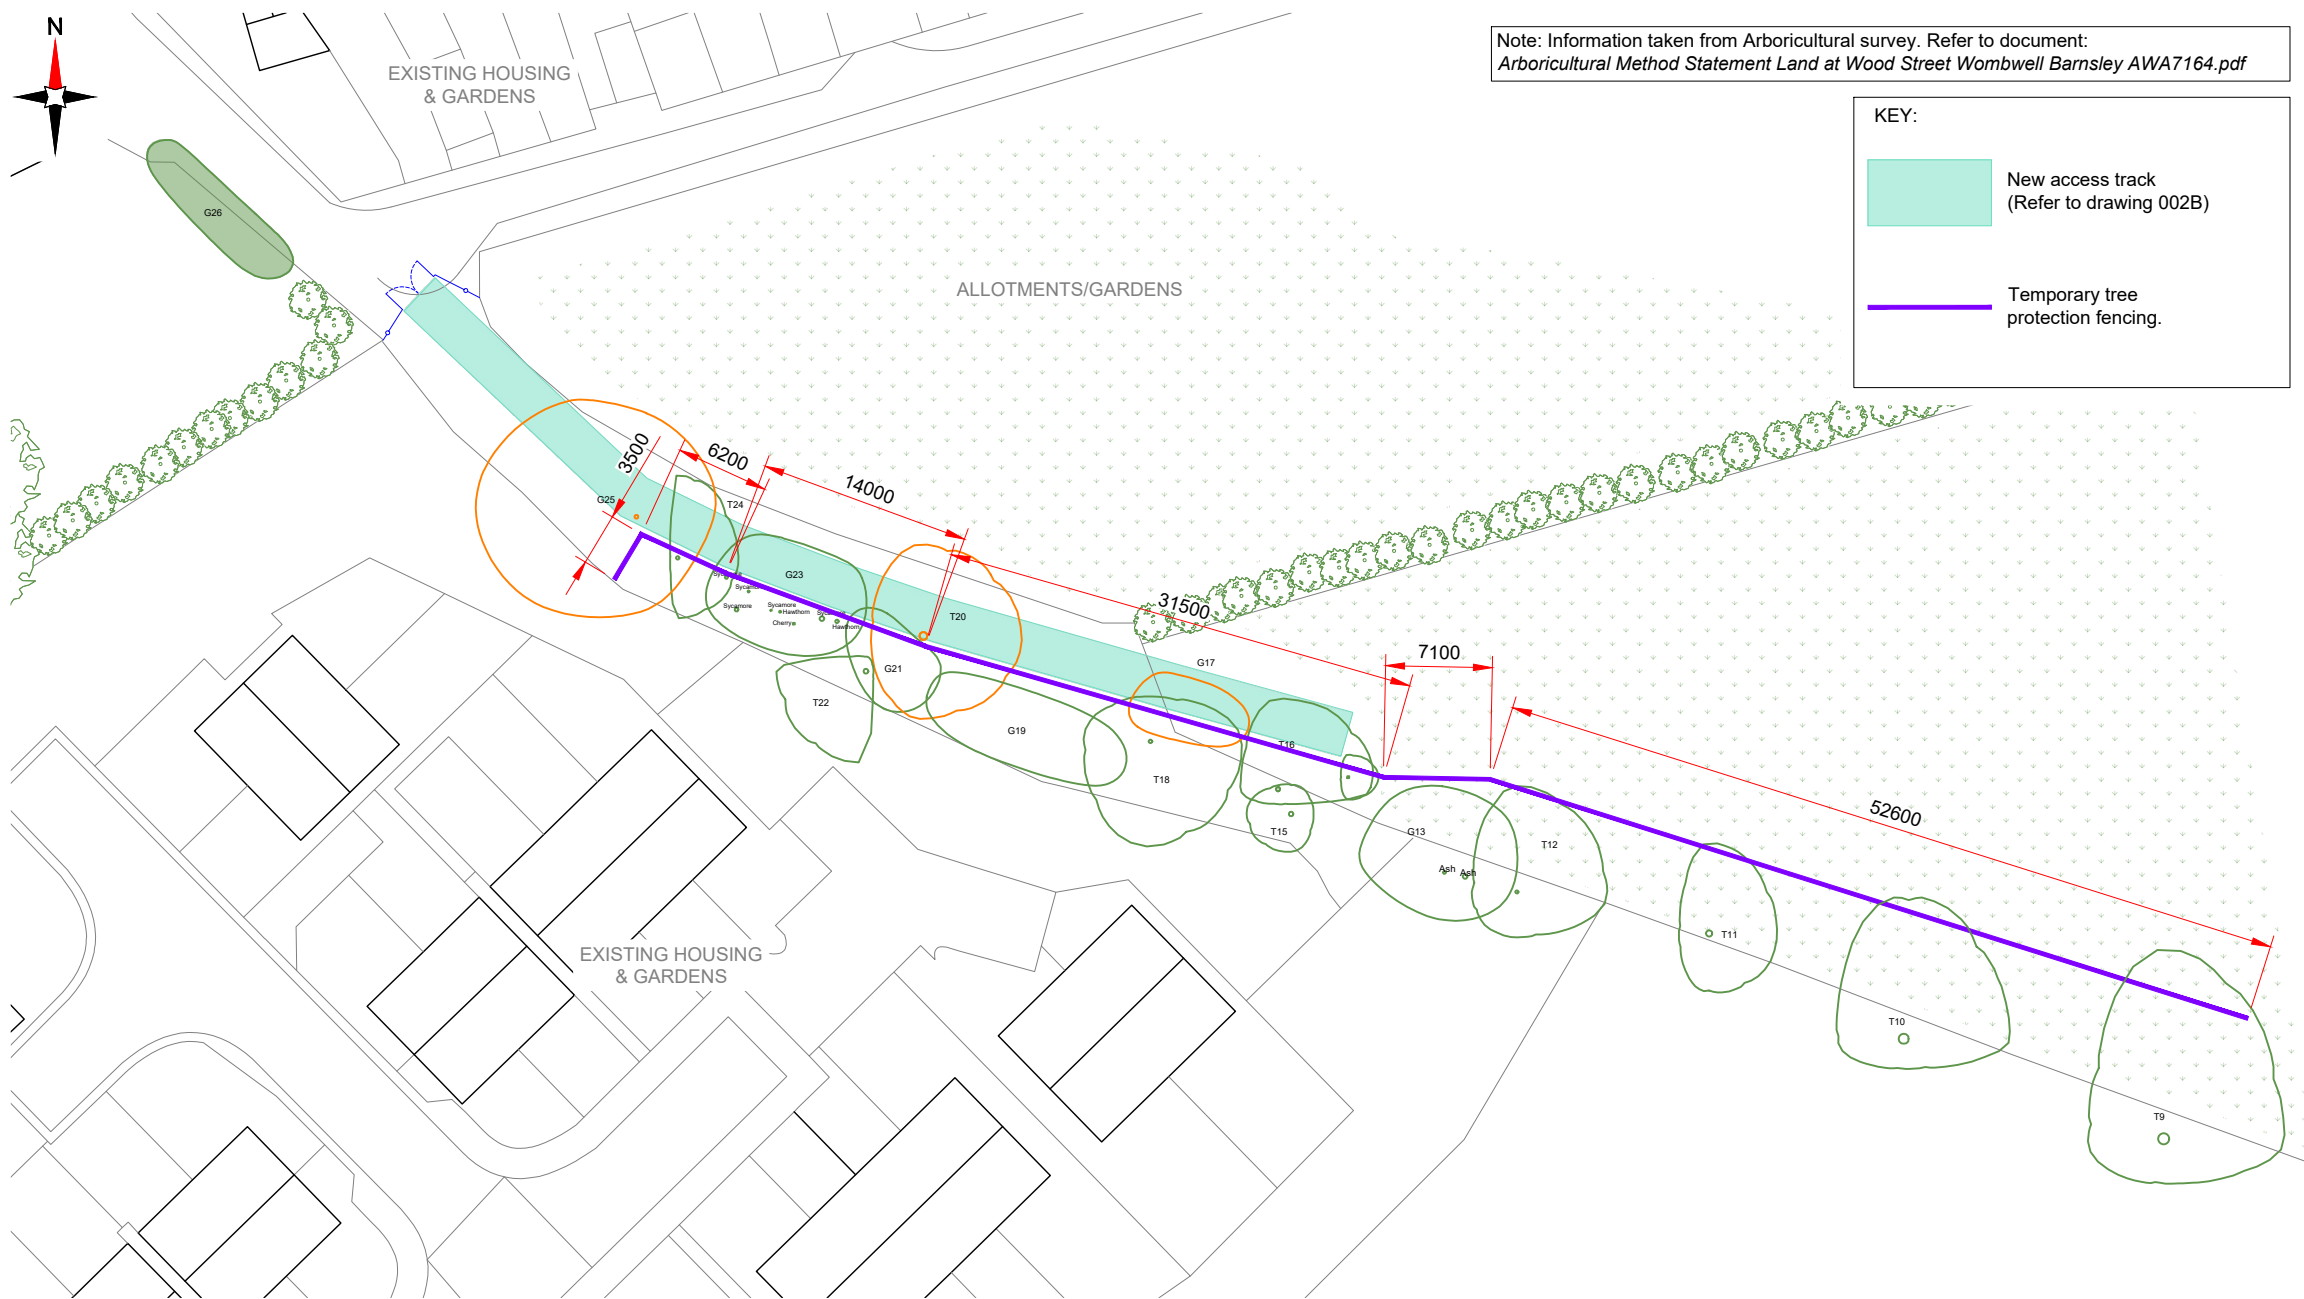 N
EXISTING HOUSING
& GARDENS
Note: Information taken from Arboricultural survey. Refer to document:
Arboricultural Method Statement Land at Wood Street Wombwell Barnsley AWA7164.pdf
KEY:
New access track
(Refer to drawing 002B)
Temporary tree
protection fencing.
G26
ALLOTMENTS/GARDENS
3500
6200
14000
G25
T24
G23
Sycamore
Sycamore
Sycamore
Hawthorn
Cherry
Hawthorn
T20
31500
7100
G17
G21
T22
G19
T16
T18
T15
G13
T12
Ash
Ash
52600
T11
T10
T9
EXISTING HOUSING
& GARDENS